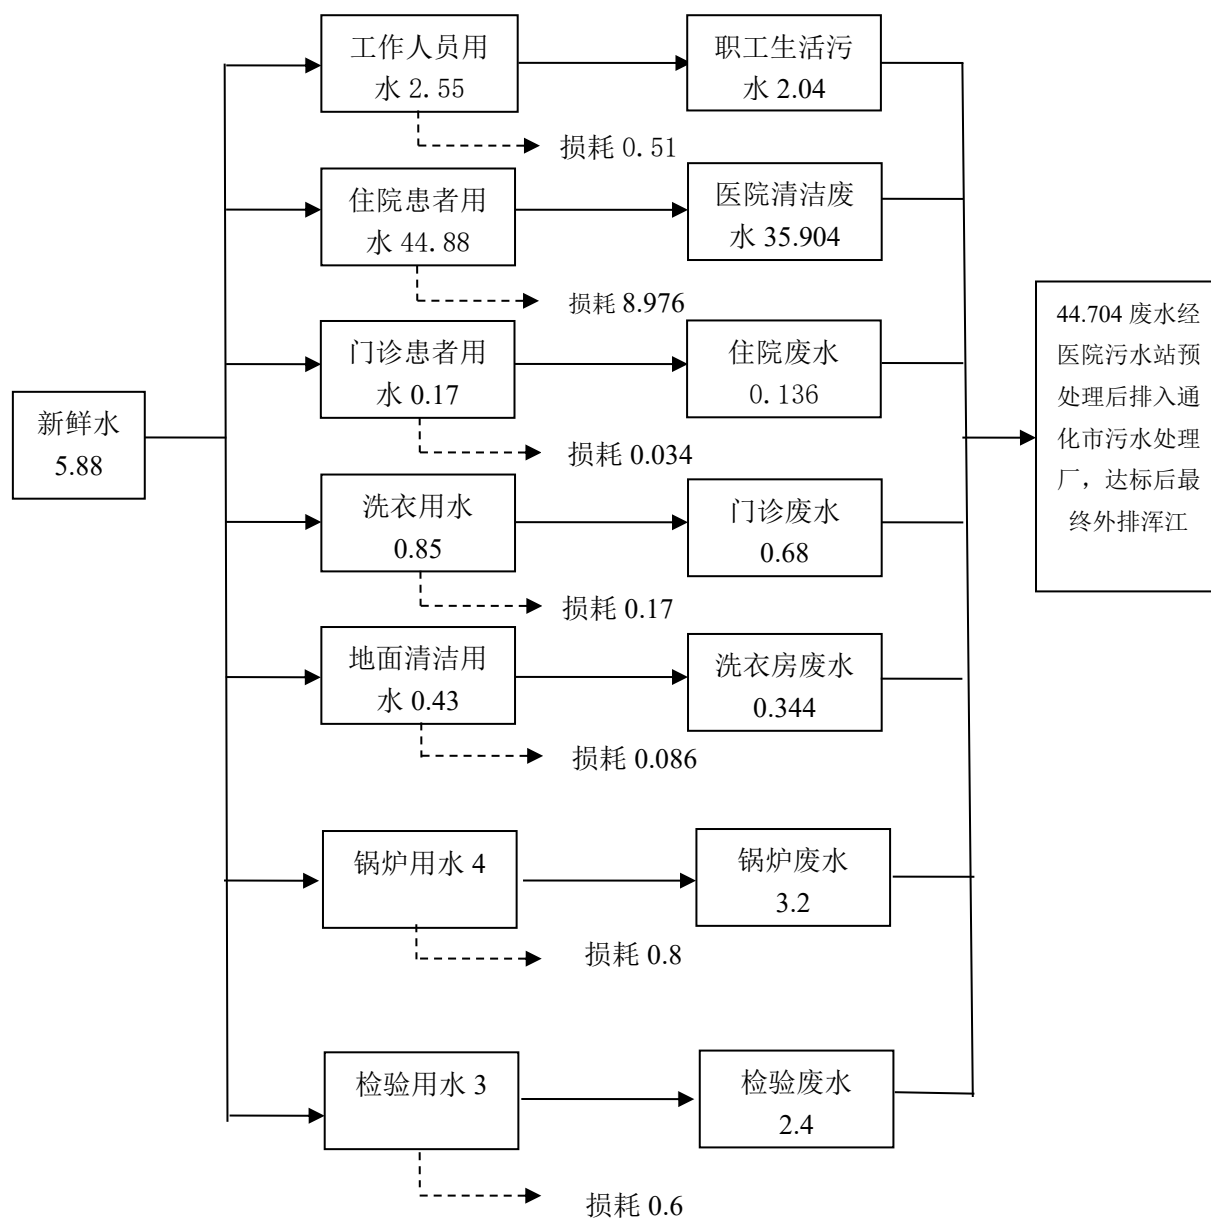 新鲜水
5.88
工作人员用
水 2.55
损耗 0.51
职工生活污
水 2.04
住院患者用
水 44.88
损耗 8.976
医院清洁废
水 35.904
门诊患者用
水 0.17
损耗 0.034
住院废水
0.136
洗衣用水
0.85
损耗 0.17
门诊废水
0.68
地面清洁用
水 0.43
损耗 0.086
洗衣房废水
0.344
锅炉用水 4
损耗 0.8
锅炉废水
3.2
检验用水 3
损耗 0.6
检验废水
2.4
44.704 废水经
医院污水站预
处理后排入通
化市污水处理
厂，达标后最
终外排浑江